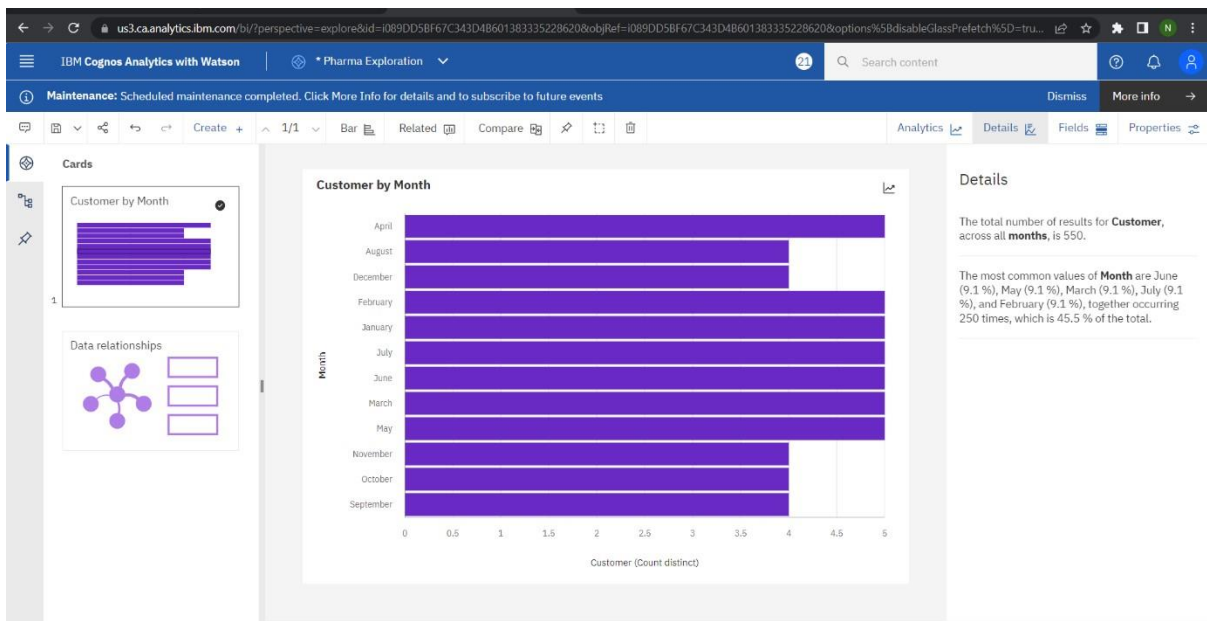 us3.ca.analytics.ibm.com/bi/?perspective=explore&id=i089DD5BF67C343D4B601383335228620&objRef=i089DD5BF67C343D4B601383335228620&options%5BdisableGlassPrefetch%5D=tru...
N
IBM Cognos Analytics with Watson
* Pharma Exploration
21
Search content
Maintenance: Scheduled maintenance completed. Click More Info for details and to subscribe to future events
Dismiss
More info
Create +
1/1
Bar
Related
Compare
Analytics
Details
Fields
Properties
Cards
Customer by Month
1
Data relationships
Customer by Month
Month
April
August
December
February
January
July
June
March
May
November
October
September
0 0.5 1 1.5 2 2.5 3 3.5 4 4.5 5
Customer (Count distinct)
Details
The total number of results for Customer,
across all months, is 550.
The most common values of Month are June
(9.1 %), May (9.1 %), March (9.1 %), July (9.1
%), and February (9.1 %), together occurring
250 times, which is 45.5 % of the total.